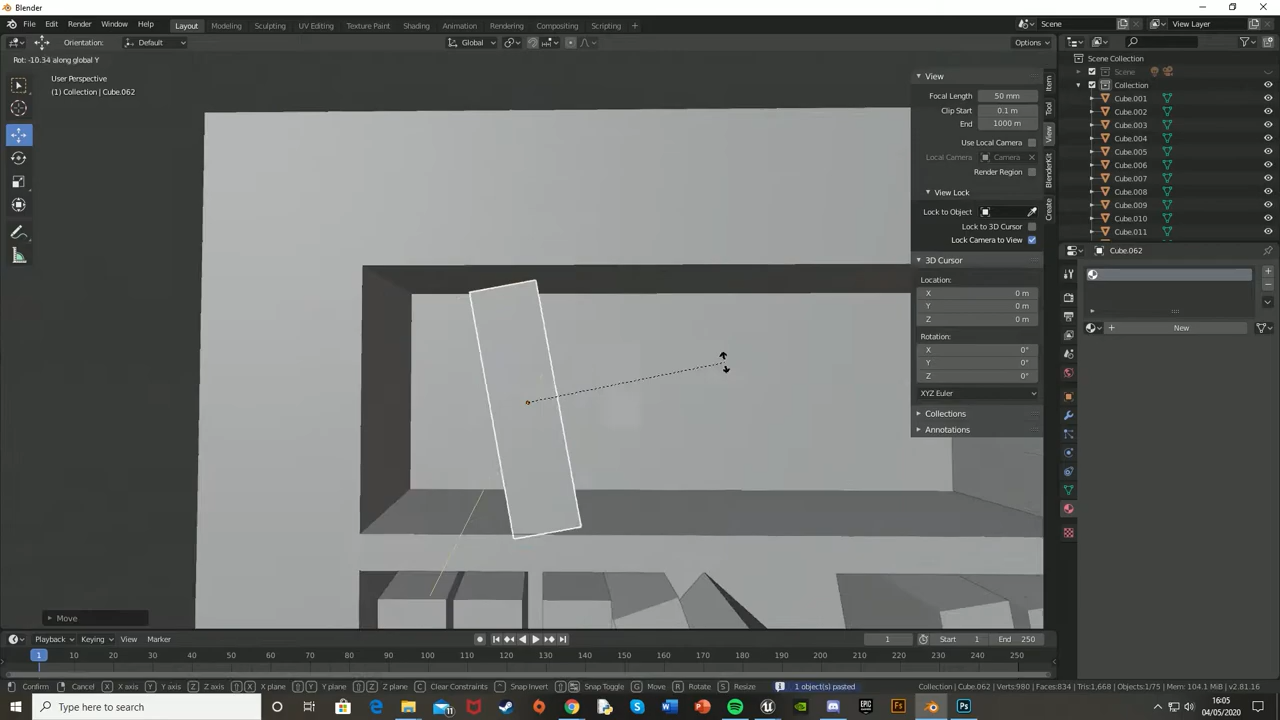 Blender
File Edit Render Window Help Layout Modeling Sculpting UV Editing Texture Paint Shading Animation Rendering Compositing Scripting + Scene View Layer
Orientation: Default Global Options
Rot: -10.34 along global Y
User Perspective
(1) Collection | Cube.062
View
Focal Length 50 mm
Clip Start 0.1 m
End 1000 m
Use Local Camera
Local Camera Camera
Render Region
View Lock
Lock to Object
Lock to 3D Cursor
Lock Camera to View
3D Cursor
Location:
X 0 m
Y 0 m
Z 0 m
Rotation:
X 0°
Y 0°
Z 0°
XYZ Euler
Collections
Annotations
Item
Tool
View
BlenderKit
Create
Scene Collection
Scene
Collection
Cube.001
Cube.002
Cube.003
Cube.004
Cube.005
Cube.006
Cube.007
Cube.008
Cube.009
Cube.010
Cube.011
Cube.062
New
Move
Playback Keying View Marker 1 Start 1 End 250
1 10 20 30 40 50 60 70 80 90 100 110 120 130 140 150 160 170 180 190 200 210 220 230 240 250
Confirm Cancel X X axis Y Y axis Z Z axis X X plane Y Y plane Z Z plane C Clear Constraints Snap Invert Snap Toggle G Move R Rotate S Resize 1 object(s) pasted Collection | Cube.062 | Verts:980 | Faces:834 | Tris:1,668 | Objects:1/75 | Mem: 104.1 MiB | v2.81.16
Type here to search
16:05
04/05/2020